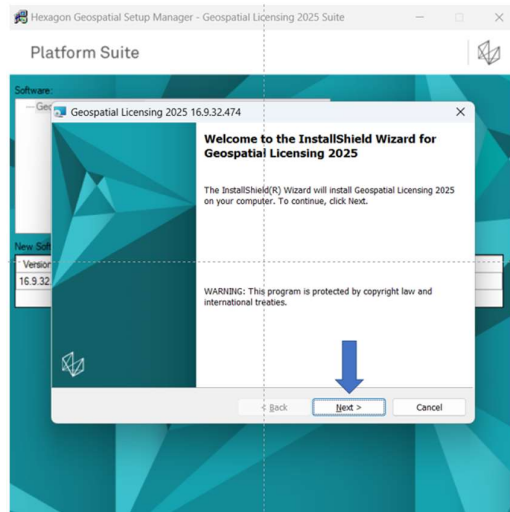 Hexagon Geospatial Setup Manager - Geospatial Licensing 2025 Suite
Platform Suite
Software:
Geospatial Licensing 2025 16.9.32.474
Welcome to the InstallShield Wizard for
Geospatial Licensing 2025
The InstallShield(R) Wizard will install Geospatial Licensing 2025
on your computer. To continue, click Next.
New Soft
Version
16.9.32
WARNING: This program is protected by copyright law and
international treaties.
< Back
Next >
Cancel